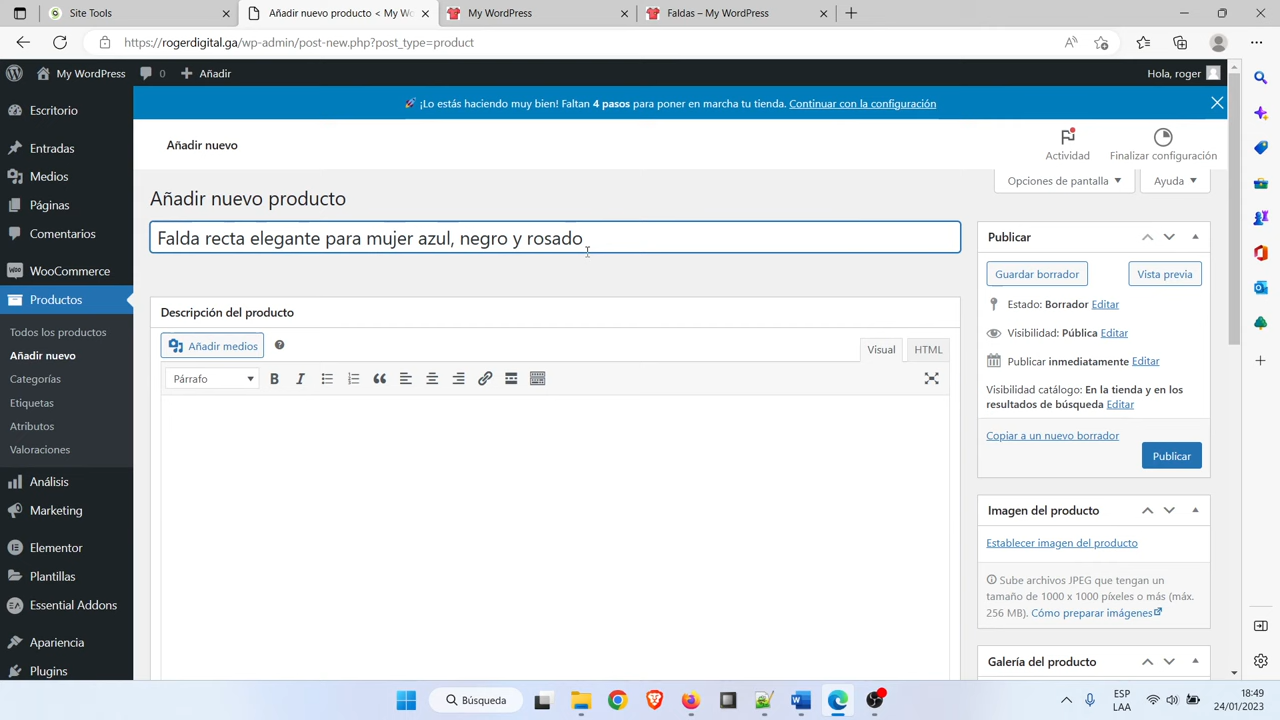 Site Tools
Añadir nuevo producto < My Wo
My WordPress
Faldas – My WordPress
https://rogerdigital.ga/wp-admin/post-new.php?post_type=product
My WordPress
0
Añadir
Hola, roger
🚀 ¡Lo estás haciendo muy bien! Faltan 4 pasos para poner en marcha tu tienda. Continuar con la configuración
Escritorio
Entradas
Medios
Páginas
Comentarios
WooCommerce
Productos
Todos los productos
Añadir nuevo
Categorías
Etiquetas
Atributos
Valoraciones
Análisis
Marketing
Elementor
Plantillas
Essential Addons
Apariencia
Plugins
Añadir nuevo
Actividad
Finalizar configuración
Opciones de pantalla
Ayuda
Añadir nuevo producto
Falda recta elegante para mujer azul, negro y rosado
Descripción del producto
Añadir medios
Visual
HTML
Párrafo
B
I
Publicar
Guardar borrador
Vista previa
Estado: Borrador Editar
Visibilidad: Pública Editar
Publicar inmediatamente Editar
Visibilidad catálogo: En la tienda y en los
resultados de búsqueda Editar
Copiar a un nuevo borrador
Publicar
Imagen del producto
Establecer imagen del producto
Sube archivos JPEG que tengan un
tamaño de 1000 x 1000 píxeles o más (máx.
256 MB). Cómo preparar imágenes
Galería del producto
Búsqueda
ESP
LAA
18:49
24/01/2023